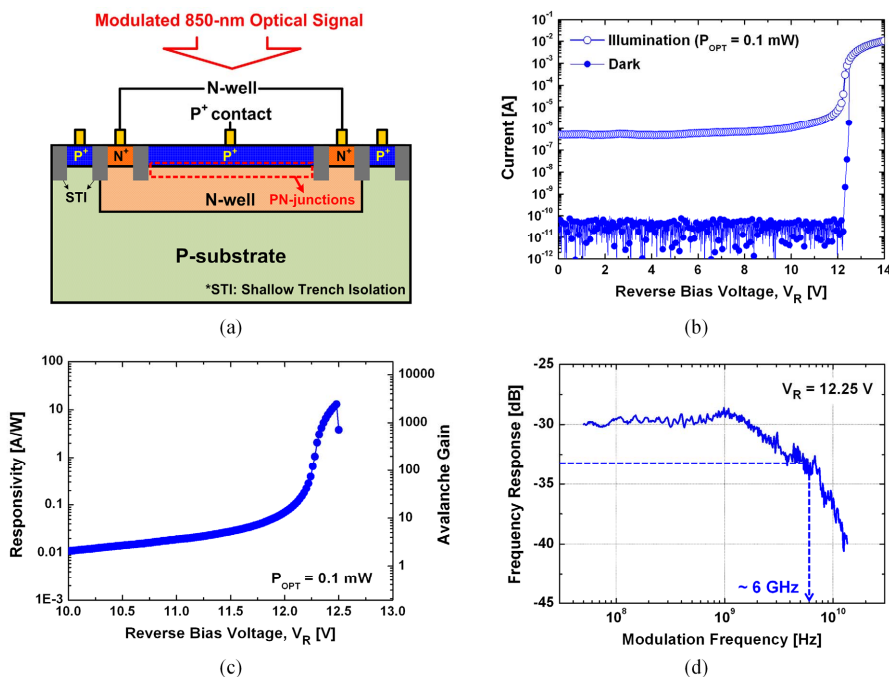 Modulated 850-nm Optical Signal
N-well
P+ contact
P+
N+
P+
N+
P+
STI
N-well
PN-junctions
P-substrate
*STI: Shallow Trench Isolation
(a)
10-1
10-2
10-3
10-4
10-5
10-6
10-7
10-8
10-9
10-10
10-11
10-12
Current [A]
Illumination (POPT = 0.1 mW)
Dark
0 2 4 6 8 10 12 14
Reverse Bias Voltage, VR [V]
(b)
100
10
1
0.1
0.01
1E-3
Responsivity [A/W]
10000
1000
100
10
1
Avalanche Gain
POPT = 0.1 mW
10.0 10.5 11.0 11.5 12.0 12.5 13.0
Reverse Bias Voltage, VR [V]
(c)
-25
-30
-35
-40
-45
Frequency Response [dB]
VR = 12.25 V
~ 6 GHz
10^8 10^9 10^10
Modulation Frequency [Hz]
(d)